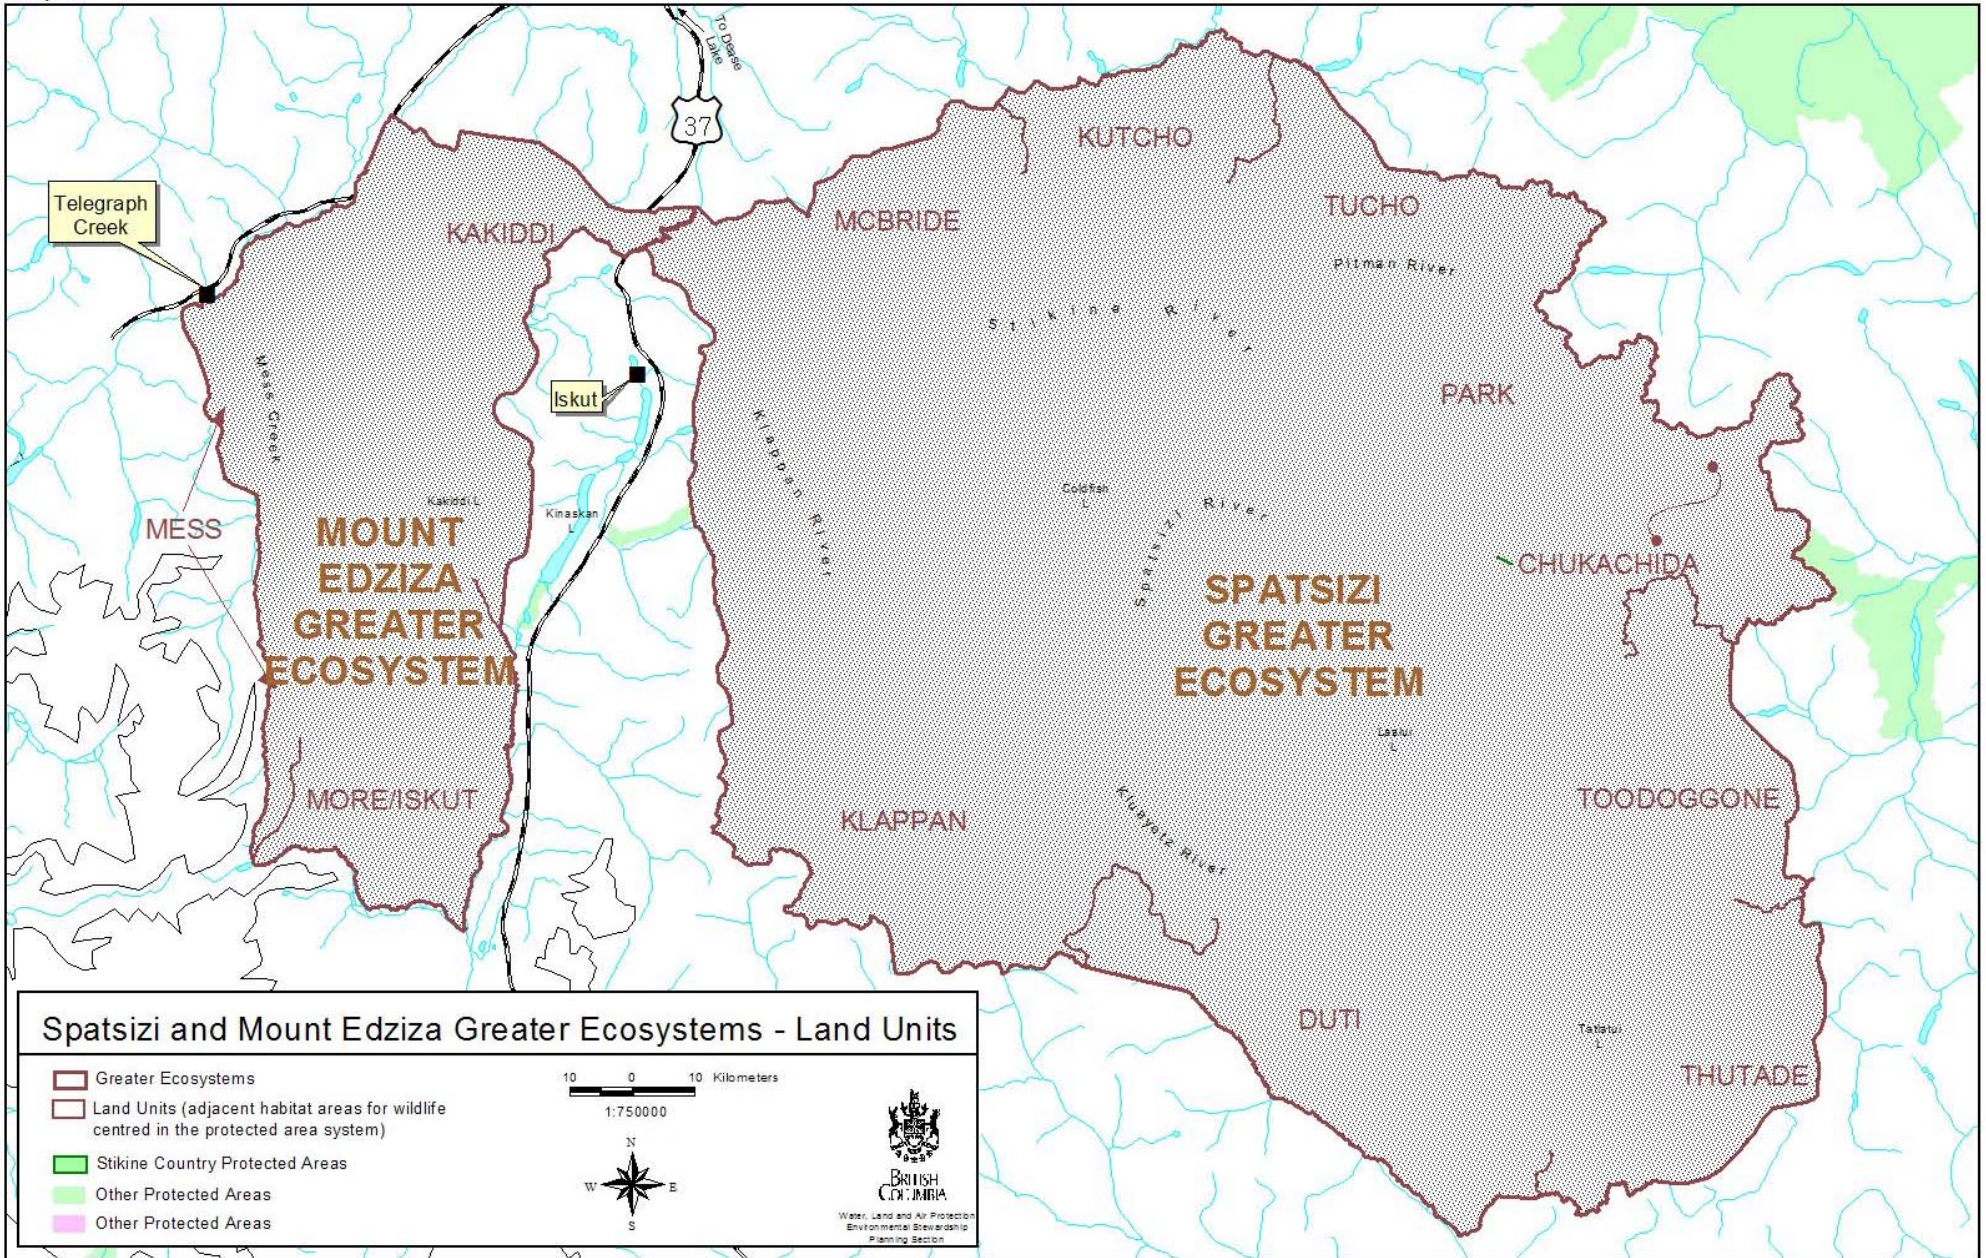 To Dease
Lake
37
KUTCHO
Telegraph
Creek
TUCHO
MCBRIDE
KAKIDDI
Pitman River
Stikine River
Mess Creek
Iskut
PARK
Klappan River
Coldfish
L
Kakiddi L
Spatsizi River
Kinaskan
L
MESS
MOUNT
EDZIZA
GREATER
ECOSYSTEM
CHUKACHIDA
SPATSIZI
GREATER
ECOSYSTEM
Laslui
L
TOODOGGONE
MORE/ISKUT
KLAPPAN
Kluayetz River
DUTI
Tatlatui
L
THUTADE
Spatsizi and Mount Edziza Greater Ecosystems - Land Units
Greater Ecosystems
Land Units (adjacent habitat areas for wildlife
centred in the protected area system)
Stikine Country Protected Areas
Other Protected Areas
Other Protected Areas
10 0 10 Kilometers
1:750000
N
W E
S
BRITISH
COLUMBIA
Water, Land and Air Protection
Environmental Stewardship
Planning Section